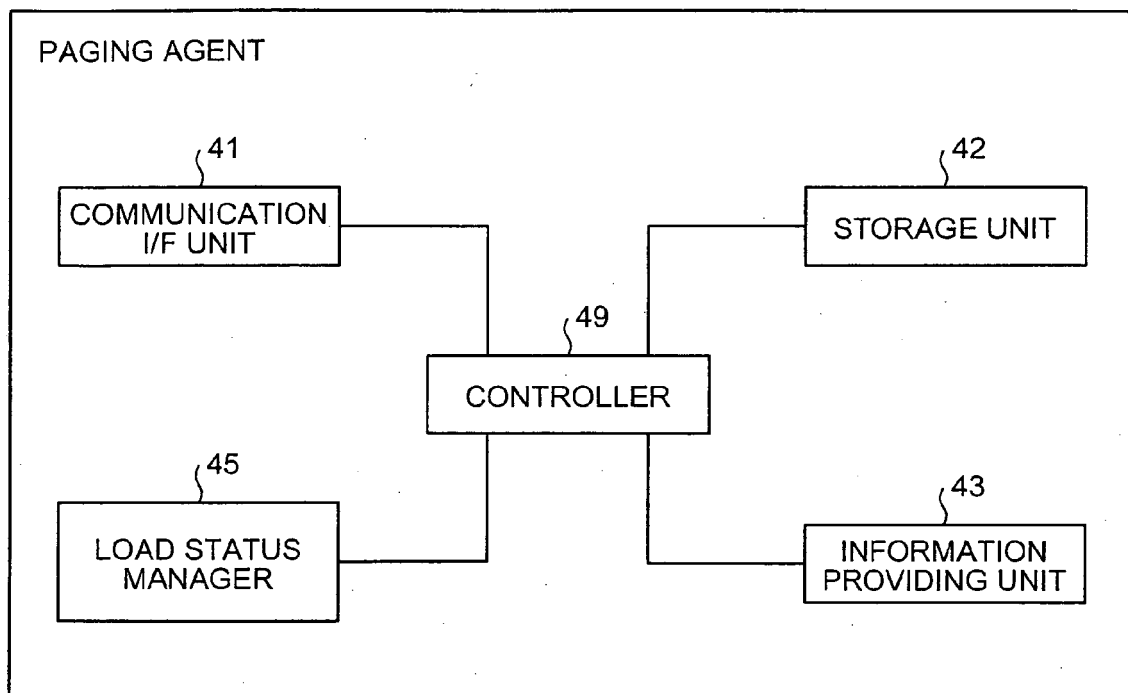 PAGING AGENT
41
COMMUNICATION
I/F UNIT
42
STORAGE UNIT
49
CONTROLLER
45
LOAD STATUS
MANAGER
43
INFORMATION
PROVIDING UNIT